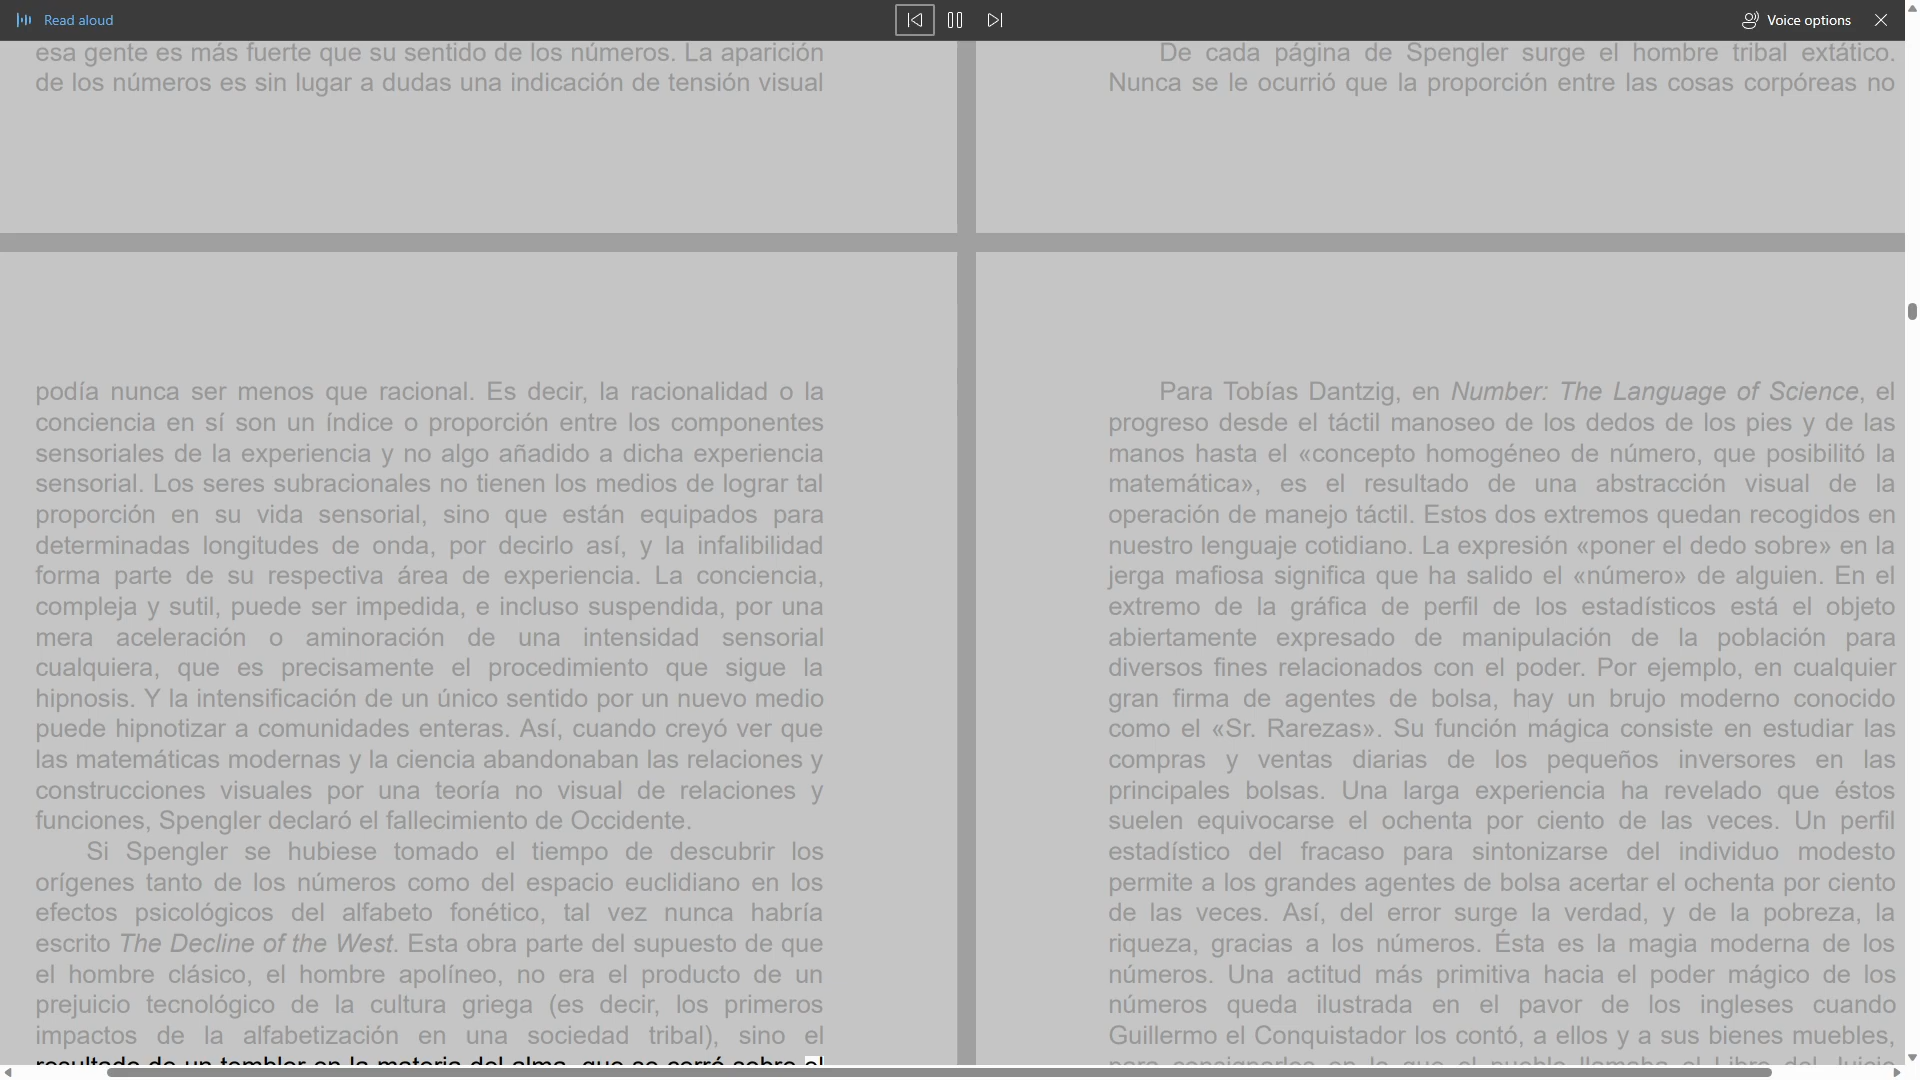 Read aloud
Voice options
esa gente es más fuerte que su sentido de los números. La aparición
de los números es sin lugar a dudas una indicación de tensión visual
De cada página de Spengler surge el hombre tribal extático.
Nunca se le ocurrió que la proporción entre las cosas corpóreas no
podía nunca ser menos que racional. Es decir, la racionalidad o la
conciencia en sí son un índice o proporción entre los componentes
sensoriales de la experiencia y no algo añadido a dicha experiencia
sensorial. Los seres subracionales no tienen los medios de lograr tal
proporción en su vida sensorial, sino que están equipados para
determinadas longitudes de onda, por decirlo así, y la infalibilidad
forma parte de su respectiva área de experiencia. La conciencia,
compleja y sutil, puede ser impedida, e incluso suspendida, por una
mera aceleración o aminoración de una intensidad sensorial
cualquiera, que es precisamente el procedimiento que sigue la
hipnosis. Y la intensificación de un único sentido por un nuevo medio
puede hipnotizar a comunidades enteras. Así, cuando creyó ver que
las matemáticas modernas y la ciencia abandonaban las relaciones y
construcciones visuales por una teoría no visual de relaciones y
funciones, Spengler declaró el fallecimiento de Occidente.
Si Spengler se hubiese tomado el tiempo de descubrir los
orígenes tanto de los números como del espacio euclidiano en los
efectos psicológicos del alfabeto fonético, tal vez nunca habría
escrito The Decline of the West. Esta obra parte del supuesto de que
el hombre clásico, el hombre apolíneo, no era el producto de un
prejuicio tecnológico de la cultura griega (es decir, los primeros
impactos de la alfabetización en una sociedad tribal), sino el
resultado de un temblor en la materia del alma, que se cerró sobre el
Para Tobías Dantzig, en Number: The Language of Science, el
progreso desde el táctil manoseo de los dedos de los pies y de las
manos hasta el «concepto homogéneo de número, que posibilitó la
matemática», es el resultado de una abstracción visual de la
operación de manejo táctil. Estos dos extremos quedan recogidos en
nuestro lenguaje cotidiano. La expresión «poner el dedo sobre» en la
jerga mafiosa significa que ha salido el «número» de alguien. En el
extremo de la gráfica de perfil de los estadísticos está el objeto
abiertamente expresado de manipulación de la población para
diversos fines relacionados con el poder. Por ejemplo, en cualquier
gran firma de agentes de bolsa, hay un brujo moderno conocido
como el «Sr. Rarezas». Su función mágica consiste en estudiar las
compras y ventas diarias de los pequeños inversores en las
principales bolsas. Una larga experiencia ha revelado que éstos
suelen equivocarse el ochenta por ciento de las veces. Un perfil
estadístico del fracaso para sintonizarse del individuo modesto
permite a los grandes agentes de bolsa acertar el ochenta por ciento
de las veces. Así, del error surge la verdad, y de la pobreza, la
riqueza, gracias a los números. Ésta es la magia moderna de los
números. Una actitud más primitiva hacia el poder mágico de los
números queda ilustrada en el pavor de los ingleses cuando
Guillermo el Conquistador los contó, a ellos y a sus bienes muebles,
para consignarlos en lo que el pueblo llamaba el Libro del Juicio